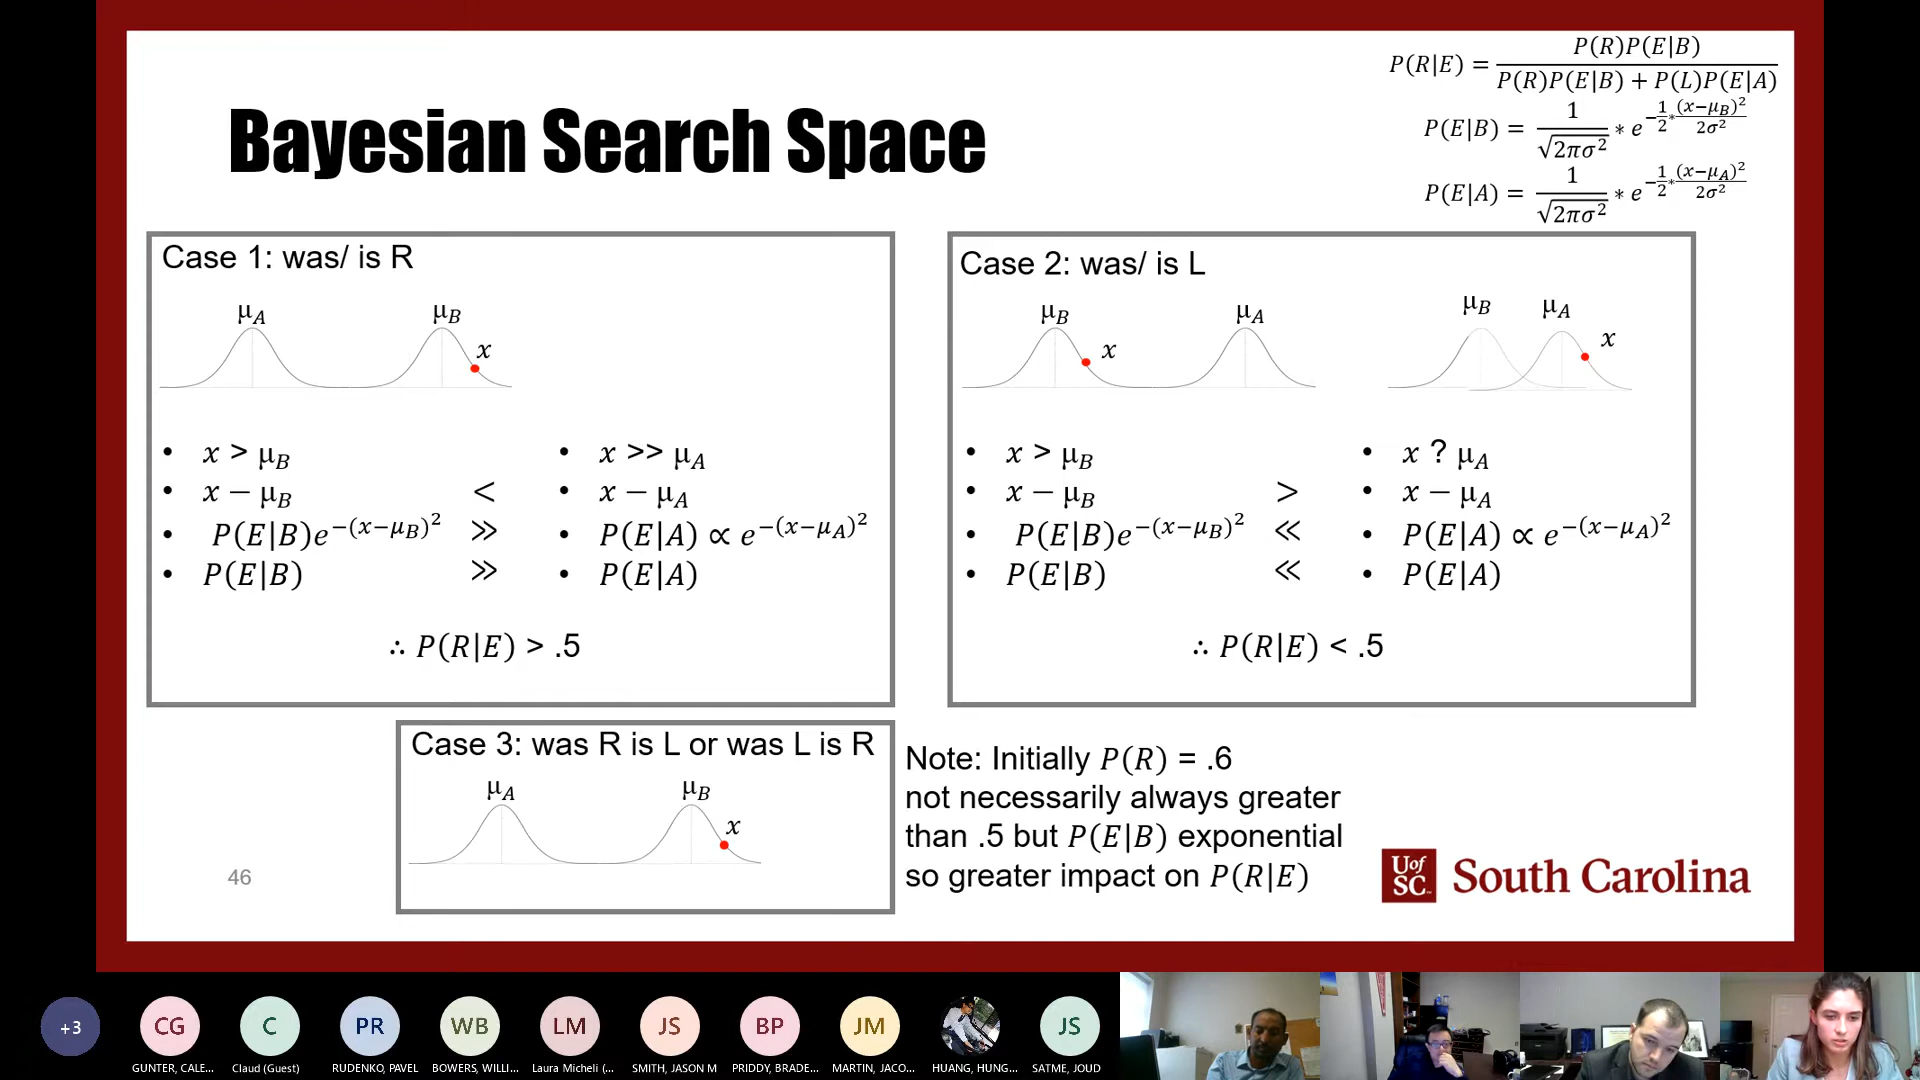 P(R|E) = P(R)P(E|B) / P(R)P(E|B) + P(L)P(E|A)
P(E|B) = 1/√2πσ² * e^(-1/2*(x−μ_B)²/2σ²)
P(E|A) = 1/√2πσ² * e^(-1/2*(x−μ_A)²/2σ²)
Bayesian Search Space
Case 1: was/ is R
μ_A μ_B x
• x > μ_B • x >> μ_A
• x − μ_B < • x − μ_A
• P(E|B)e^−(x−μ_B)² ≫ • P(E|A) ∝ e^−(x−μ_A)²
• P(E|B) ≫ • P(E|A)
∴ P(R|E) > .5
Case 2: was/ is L
μ_B x μ_A μ_B μ_A x
• x > μ_B • x ? μ_A
• x − μ_B > • x − μ_A
• P(E|B)e^−(x−μ_B)² ≪ • P(E|A) ∝ e^−(x−μ_A)²
• P(E|B) ≪ • P(E|A)
∴ P(R|E) < .5
Case 3: was R is L or was L is R
μ_A μ_B x
Note: Initially P(R) = .6
not necessarily always greater
than .5 but P(E|B) exponential
so greater impact on P(R|E)
46
UofSC South Carolina
+3 CG C PR WB LM JS BP JM JS
GUNTER, CALE... Claud (Guest) RUDENKO, PAVEL BOWERS, WILLI... Laura Micheli (... SMITH, JASON M PRIDDY, BRADE... MARTIN, JACO... HUANG, HUNG... SATME, JOUD